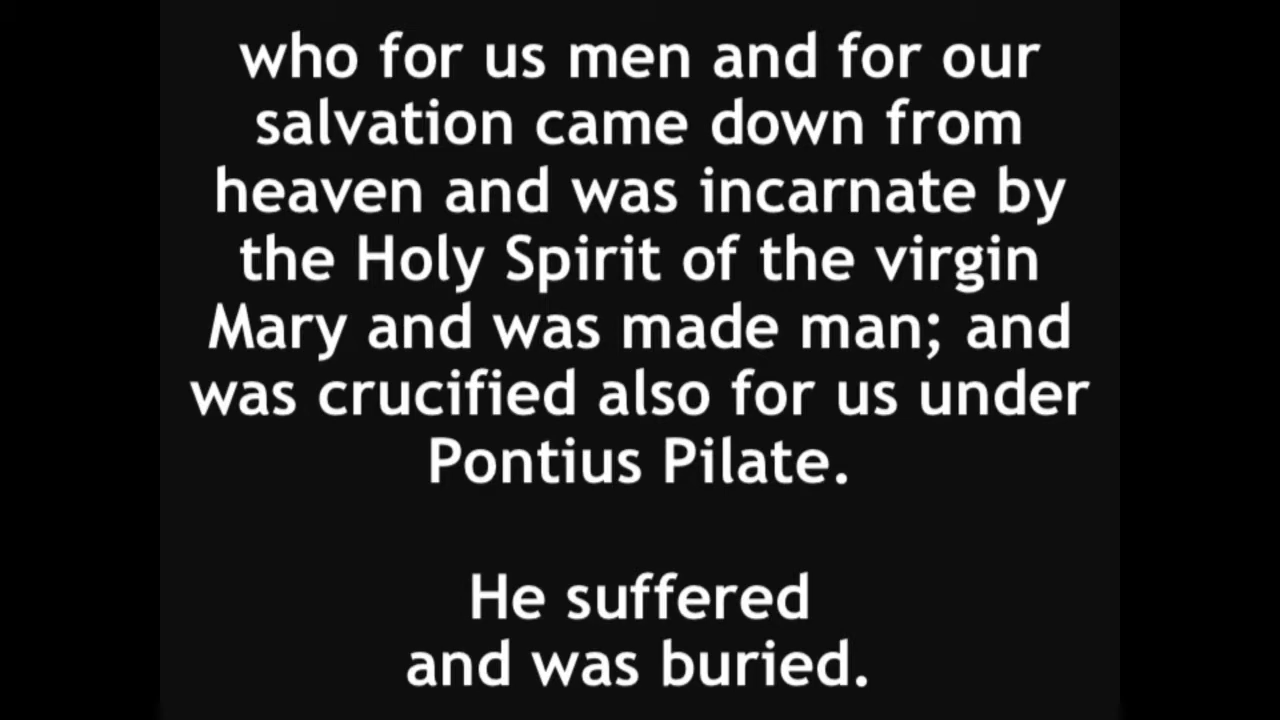 who for us men and for our
salvation came down from
heaven and was incarnate by
the Holy Spirit of the virgin
Mary and was made man; and
was crucified also for us under
Pontius Pilate.
He suffered
and was buried.